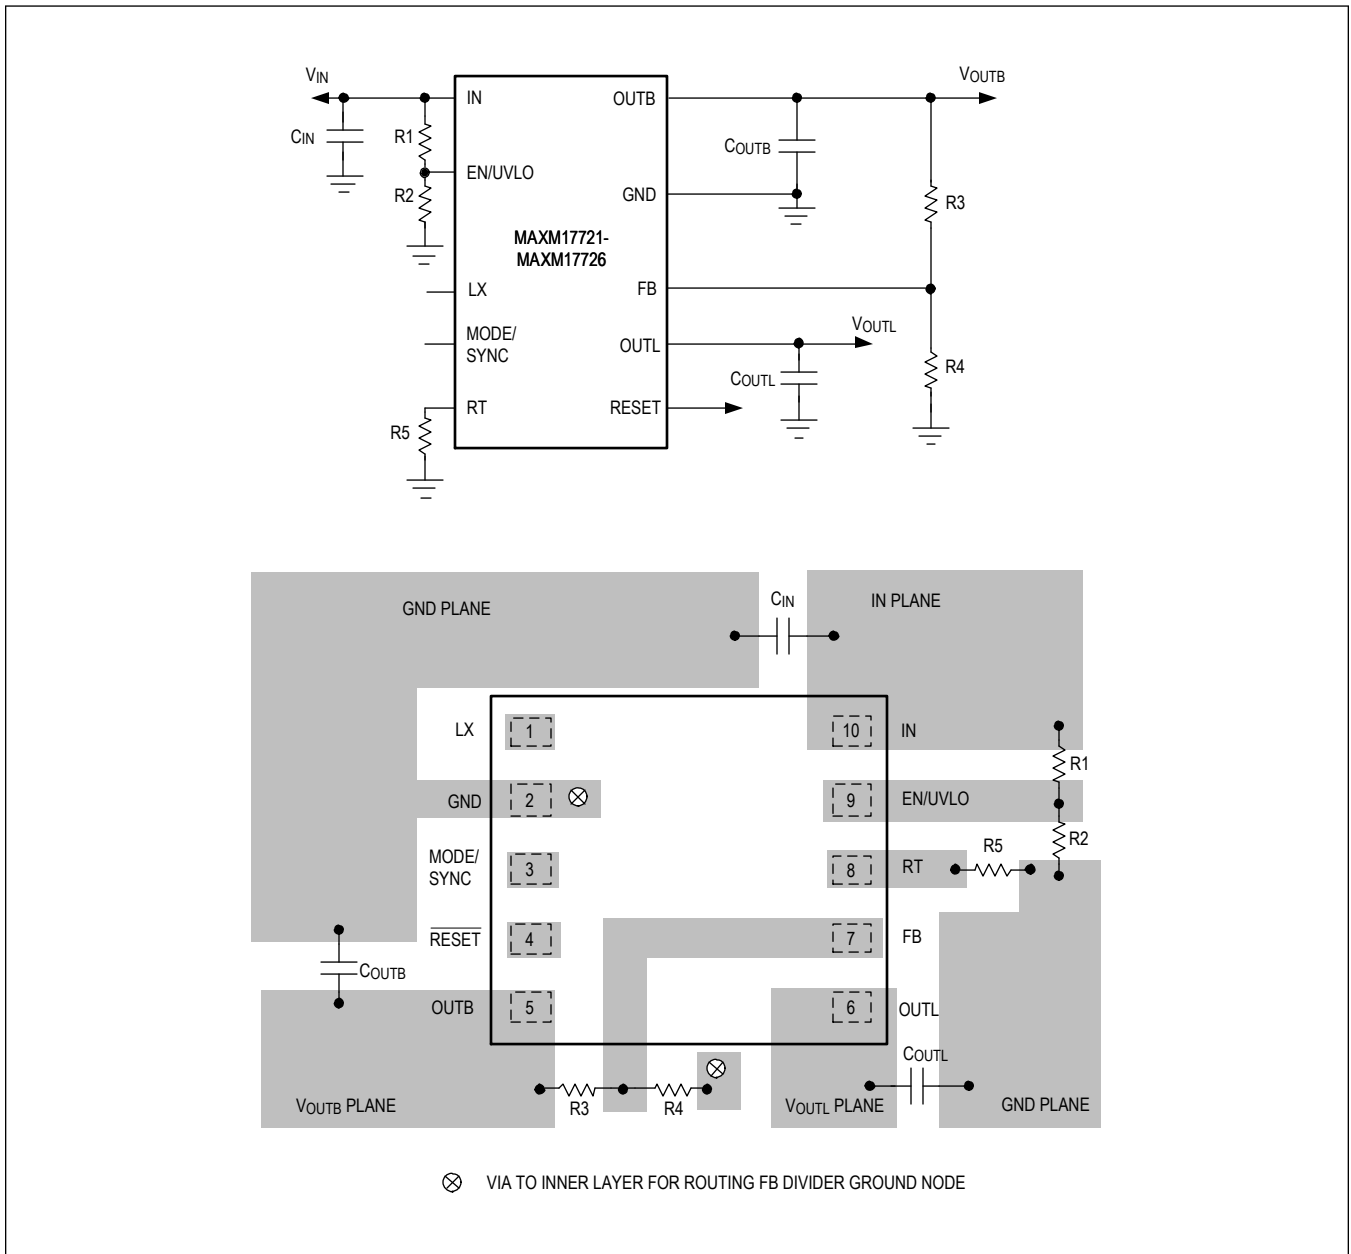 VIN
VOUTB
IN
OUTB
CIN
R1
COUTB
EN/UVLO
R2
GND
R3
MAXM17721-
MAXM17726
LX
FB
MODE/
SYNC
VOUTL
OUTL
R4
COUTL
RT
RESET
R5
CIN
IN PLANE
GND PLANE
LX
1
10
IN
R1
GND
2
9
EN/UVLO
MODE/
SYNC
3
8
RT
R5
R2
RESET
4
7
FB
COUTB
OUTB
5
6
OUTL
COUTL
VOUTB PLANE
R3
R4
VOUTL PLANE
GND PLANE
VIA TO INNER LAYER FOR ROUTING FB DIVIDER GROUND NODE